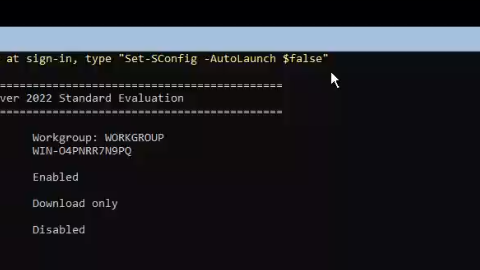 at sign-in, type "Set-SConfig -AutoLaunch $false"
===========================================
ver 2022 Standard Evaluation
===========================================
Workgroup: WORKGROUP
WIN-O4PNRR7N9PQ
Enabled
Download only
Disabled